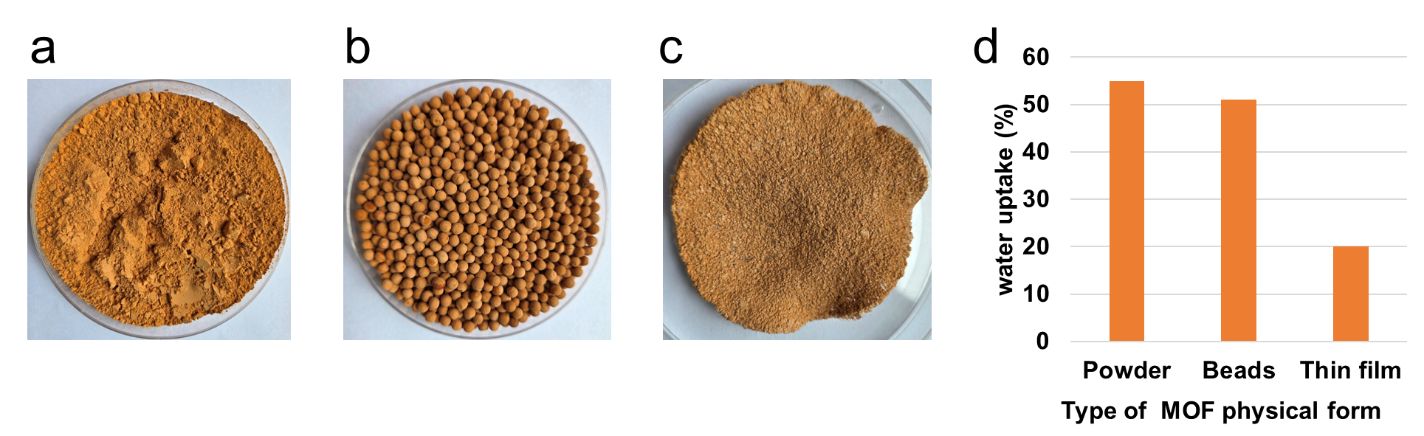 a
b
c
d
60
50
40
30
20
10
0
water uptake (%)
Powder
Beads
Thin film
Type of  MOF physical form